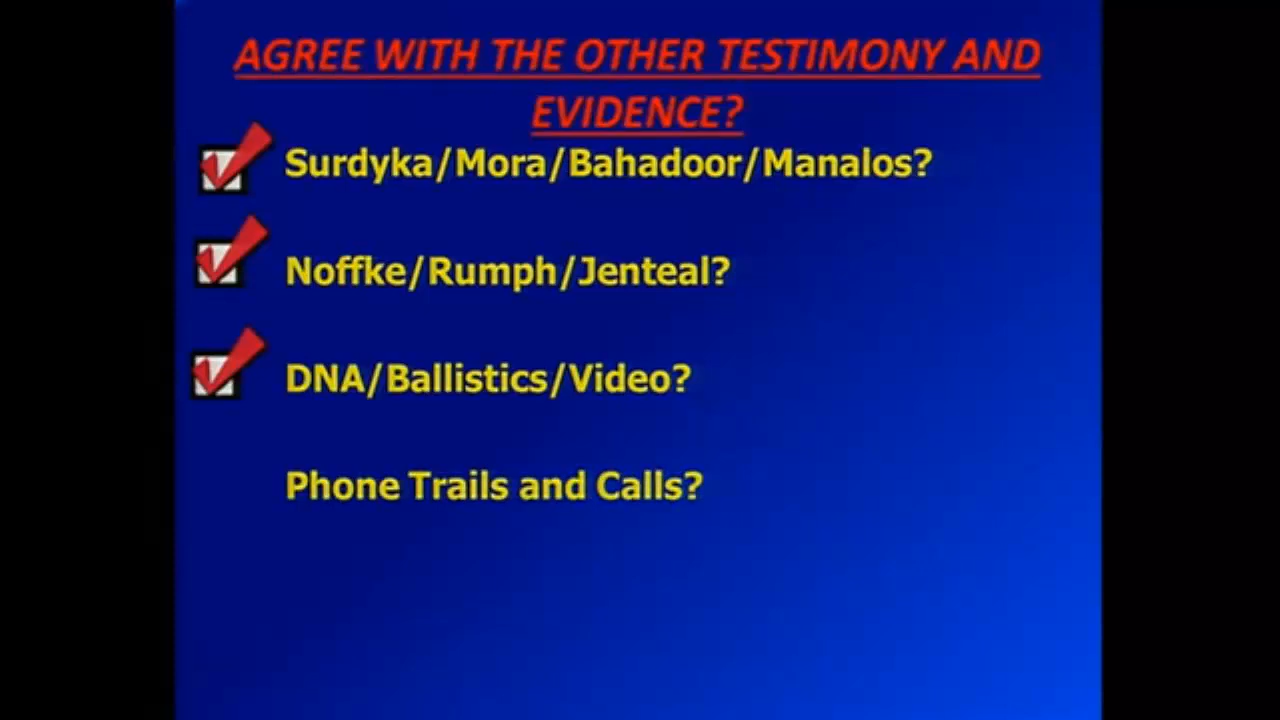 AGREE WITH THE OTHER TESTIMONY AND
EVIDENCE?
Surdyka/Mora/Bahadoor/Manalos?
Noffke/Rumph/Jenteal?
DNA/Ballistics/Video?
Phone Trails and Calls?